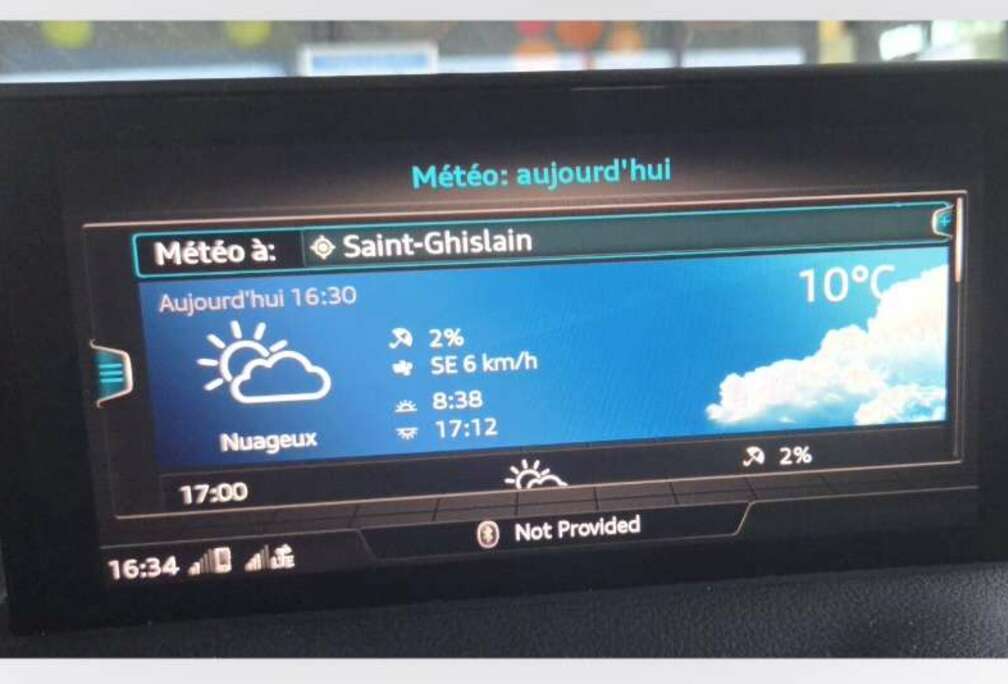 Météo: aujourd'hui
Météo à: Saint-Ghislain
Aujourd'hui 16:30
10°C
2%
SE 6 km/h
8:38
17:12
Nuageux
17:00
2%
Not Provided
16:34 LTE